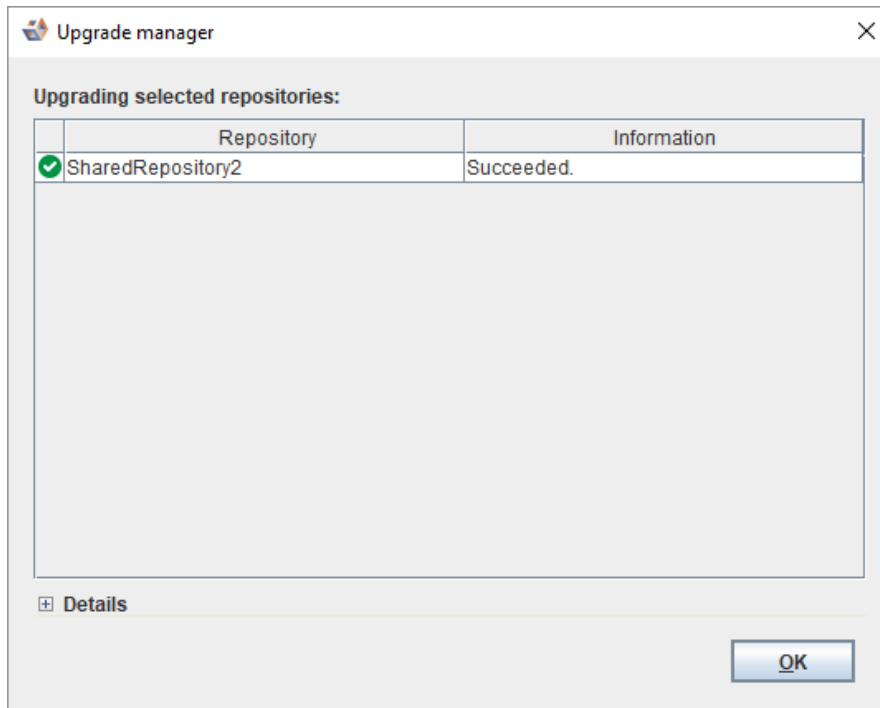 Upgrade manager
Upgrading selected repositories:
Repository Information
SharedRepository2 Succeeded.
Details
OK